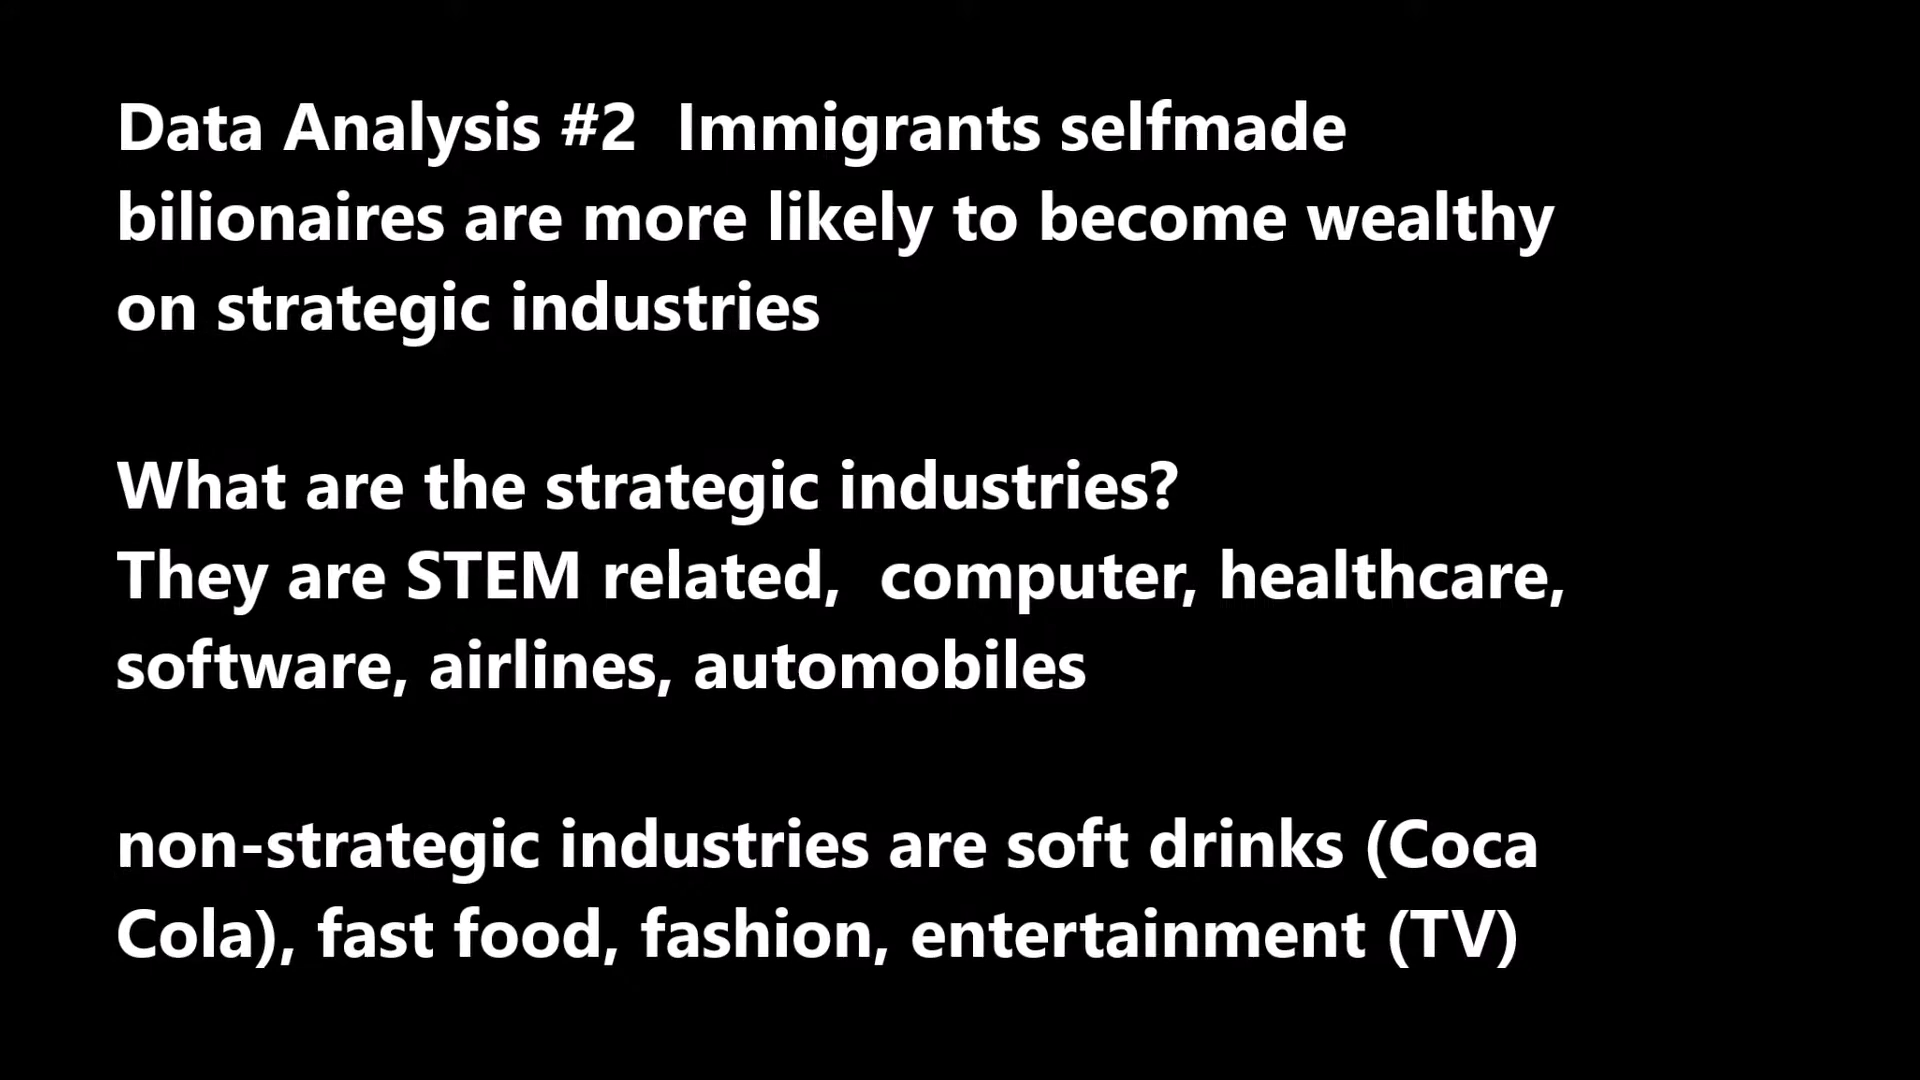 Data Analysis #2  Immigrants selfmade
bilionaires are more likely to become wealthy
on strategic industries
What are the strategic industries?
They are STEM related,  computer, healthcare,
software, airlines, automobiles
non-strategic industries are soft drinks (Coca
Cola), fast food, fashion, entertainment (TV)